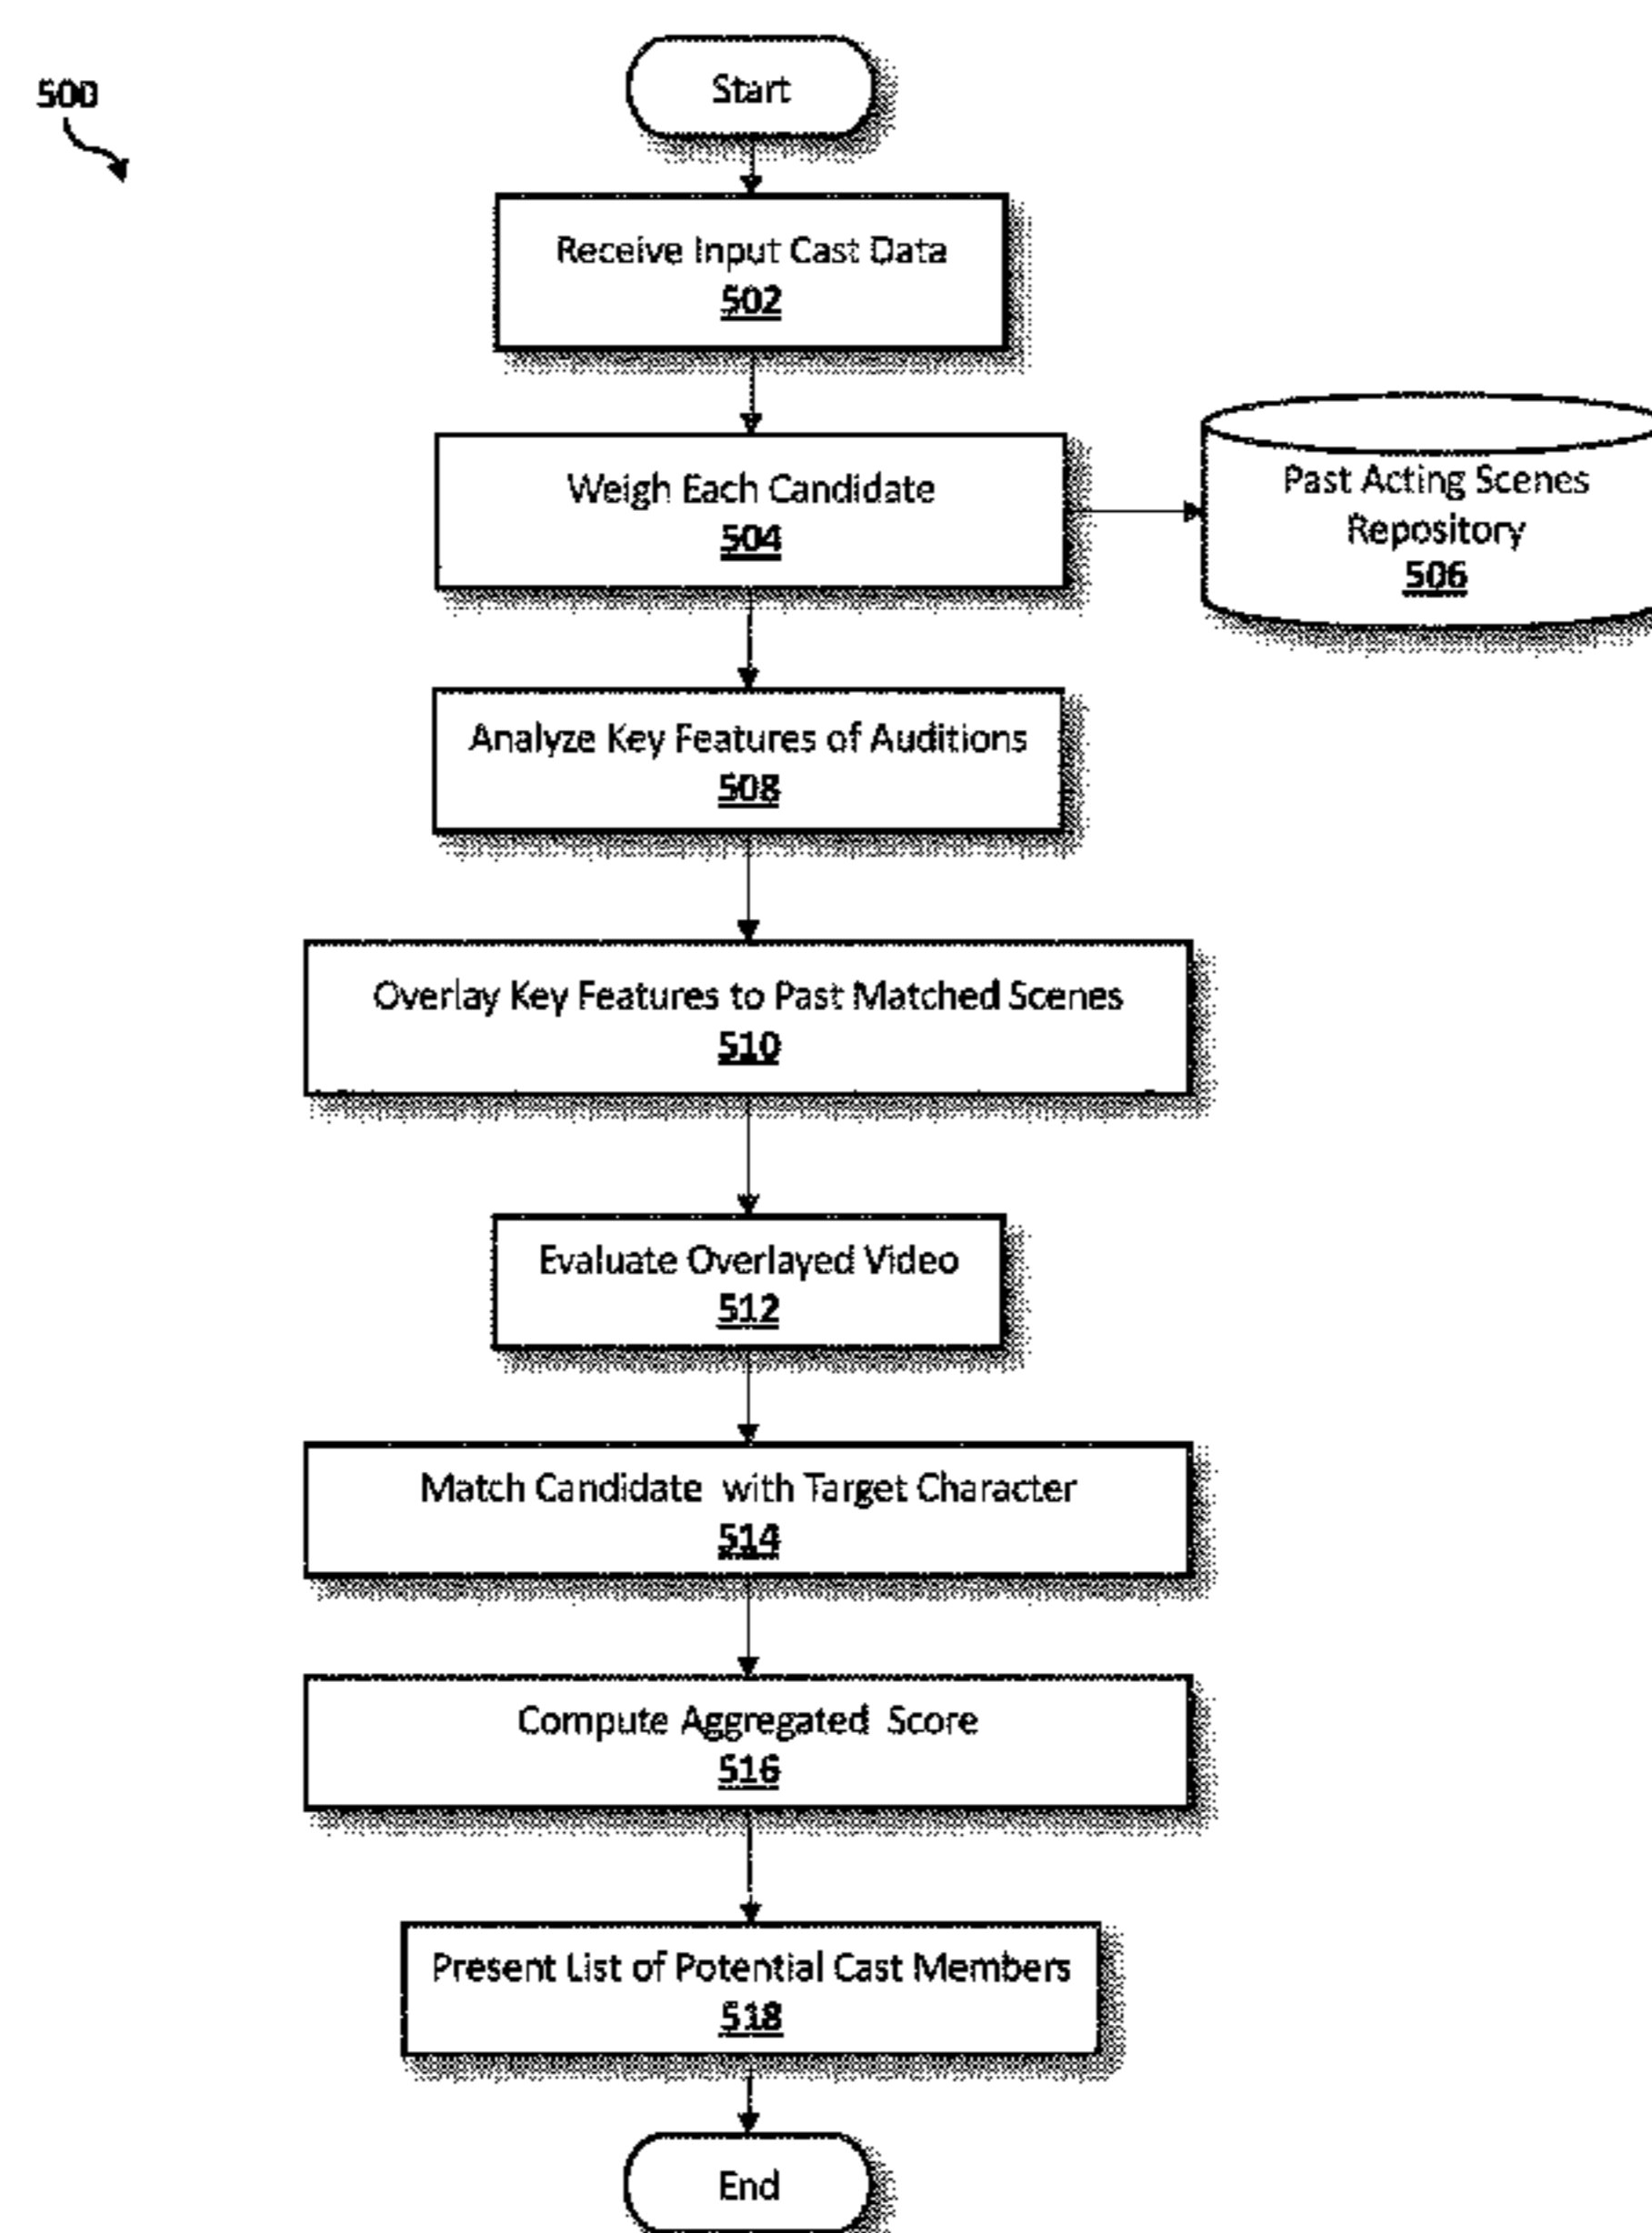 500
Start
Receive Input Cast Data
502
Weigh Each Candidate
504
Past Acting Scenes
Repository
506
Analyze Key Features of Auditions
508
Overlay Key Features to Past Matched Scenes
510
Evaluate Overlayed Video
512
Match Candidate with Target Character
514
Compute Aggregated Score
516
Present List of Potential Cast Members
518
End